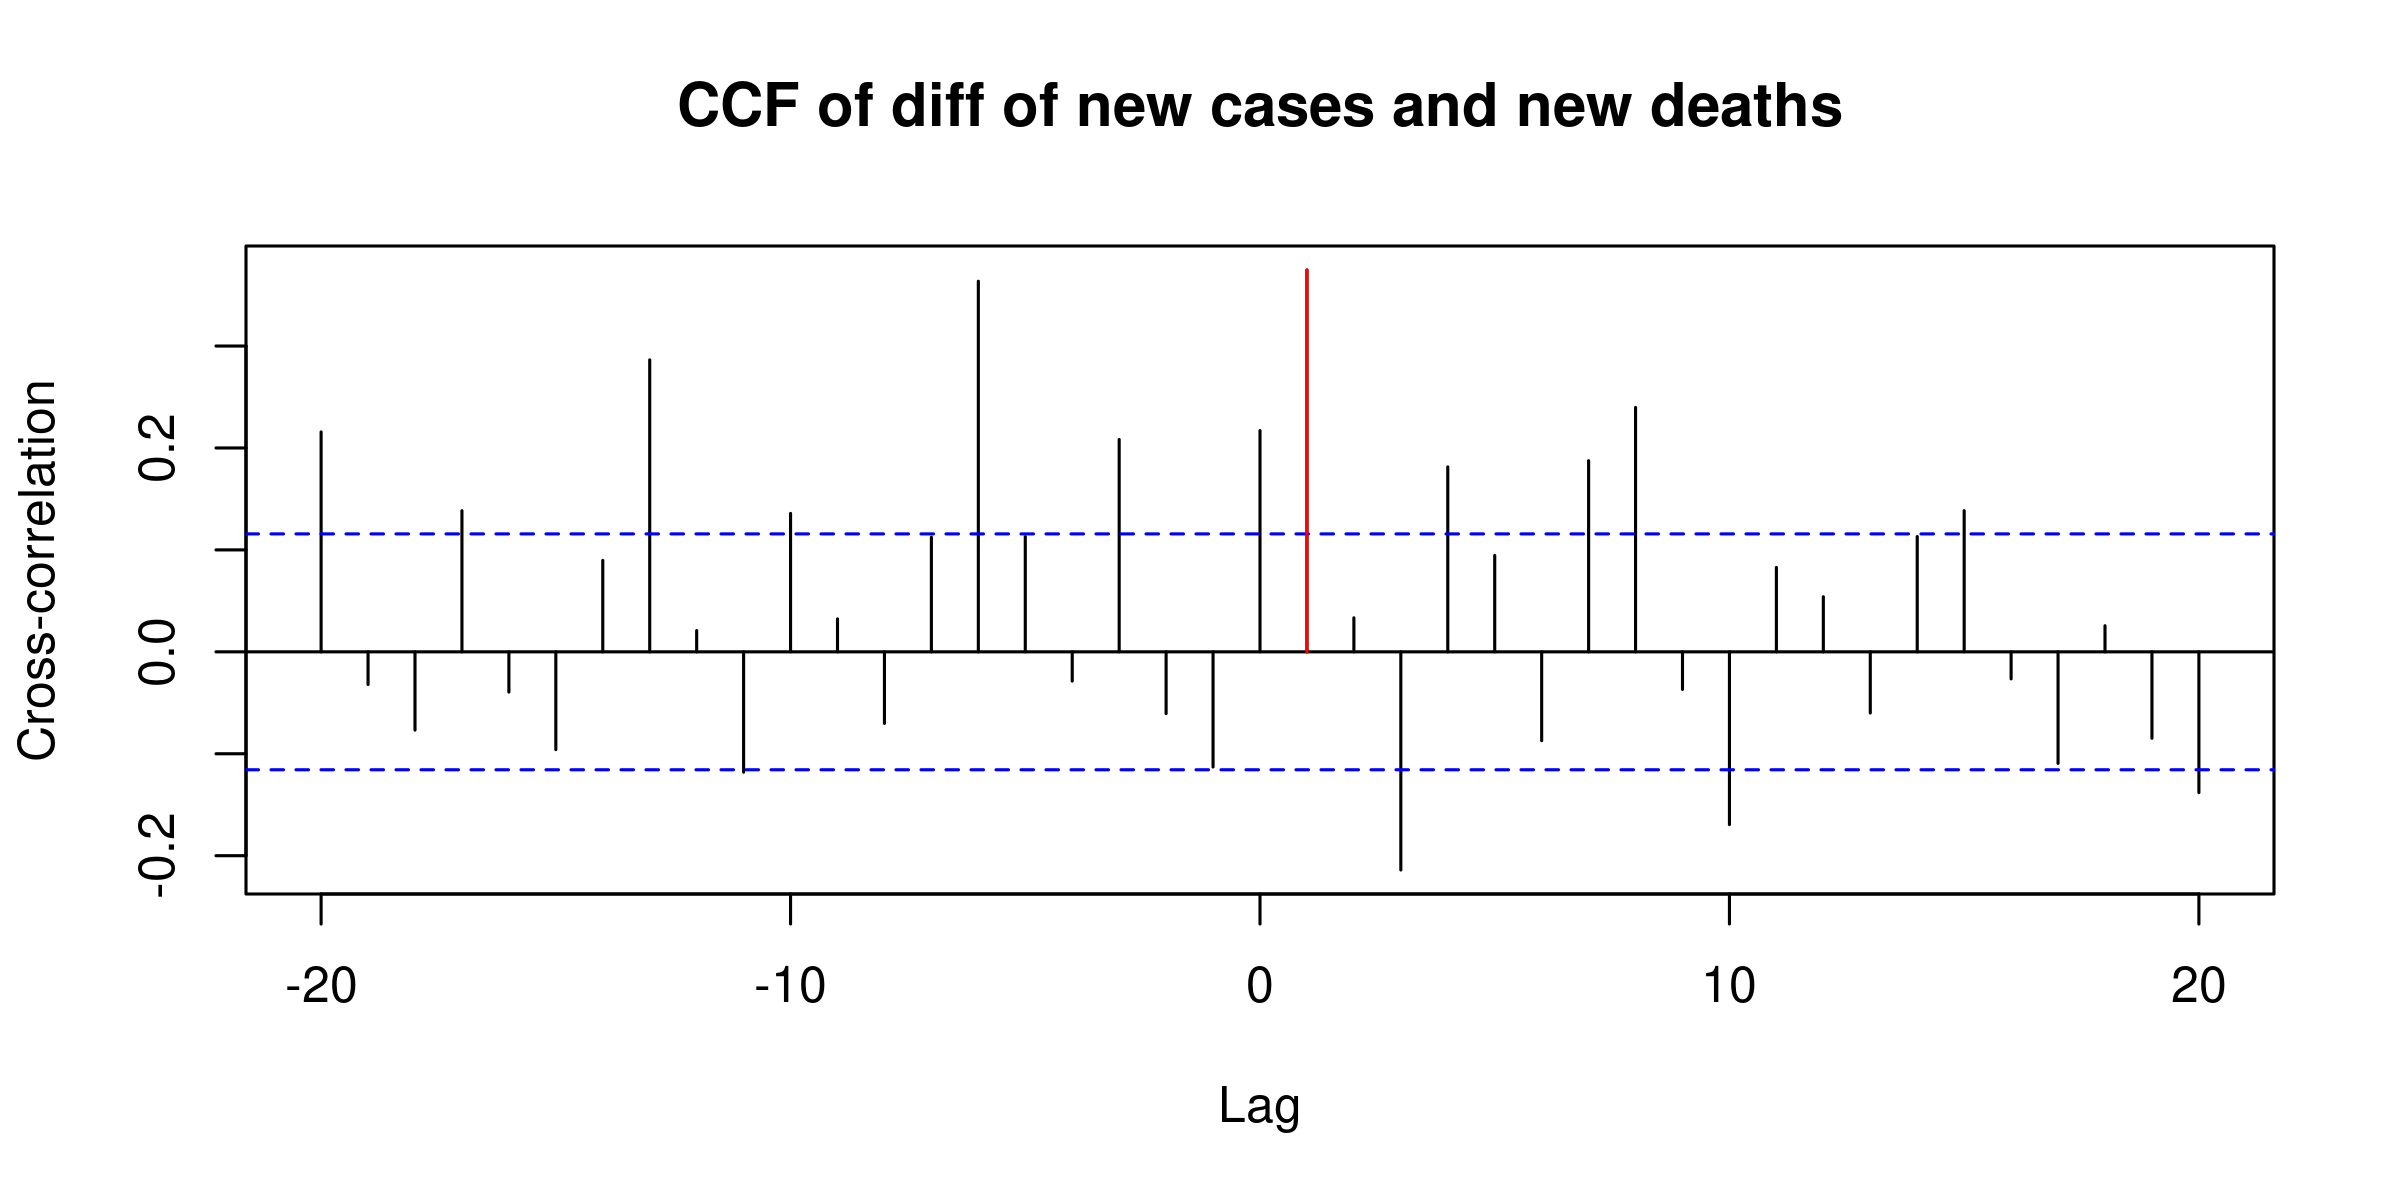 CCF of diff of new cases and new deaths
Cross-correlation
0.2
0.0
-0.2
-20 -10 0 10 20
Lag